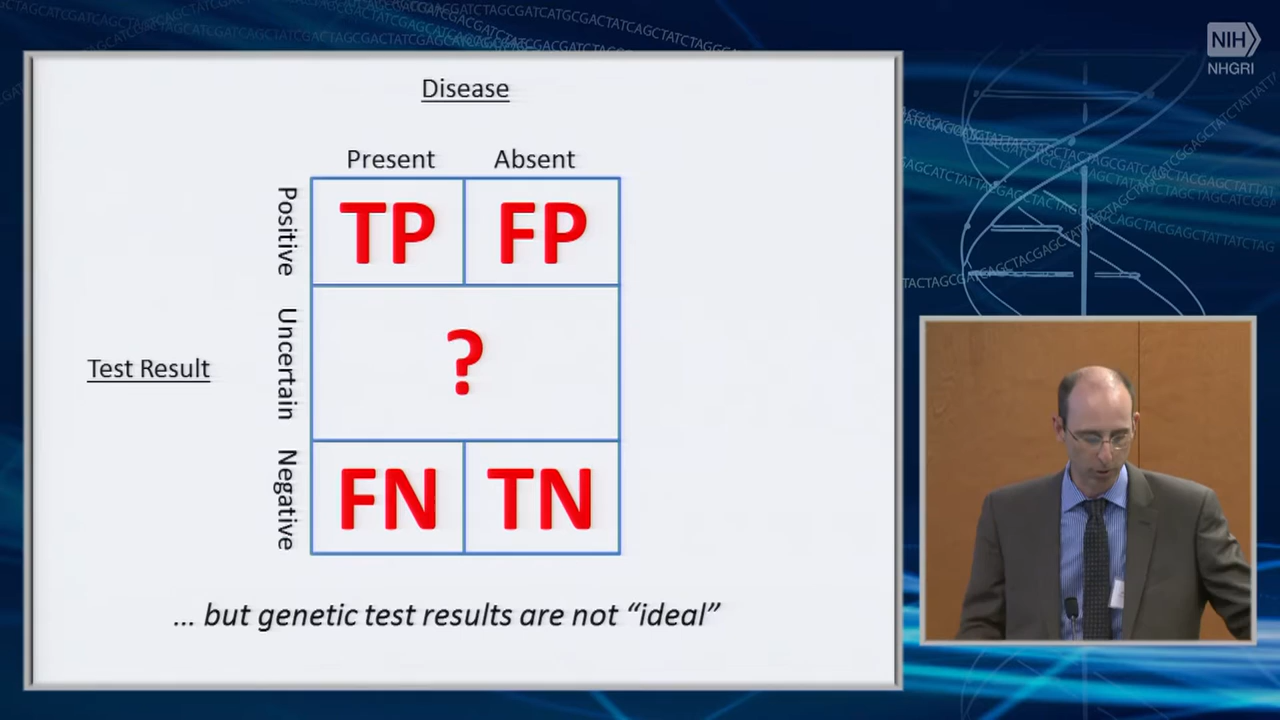 NIH
NHGRI
Disease
Present Absent
Positive
TP FP
Uncertain
?
Test Result
Negative
FN TN
... but genetic test results are not “ideal”